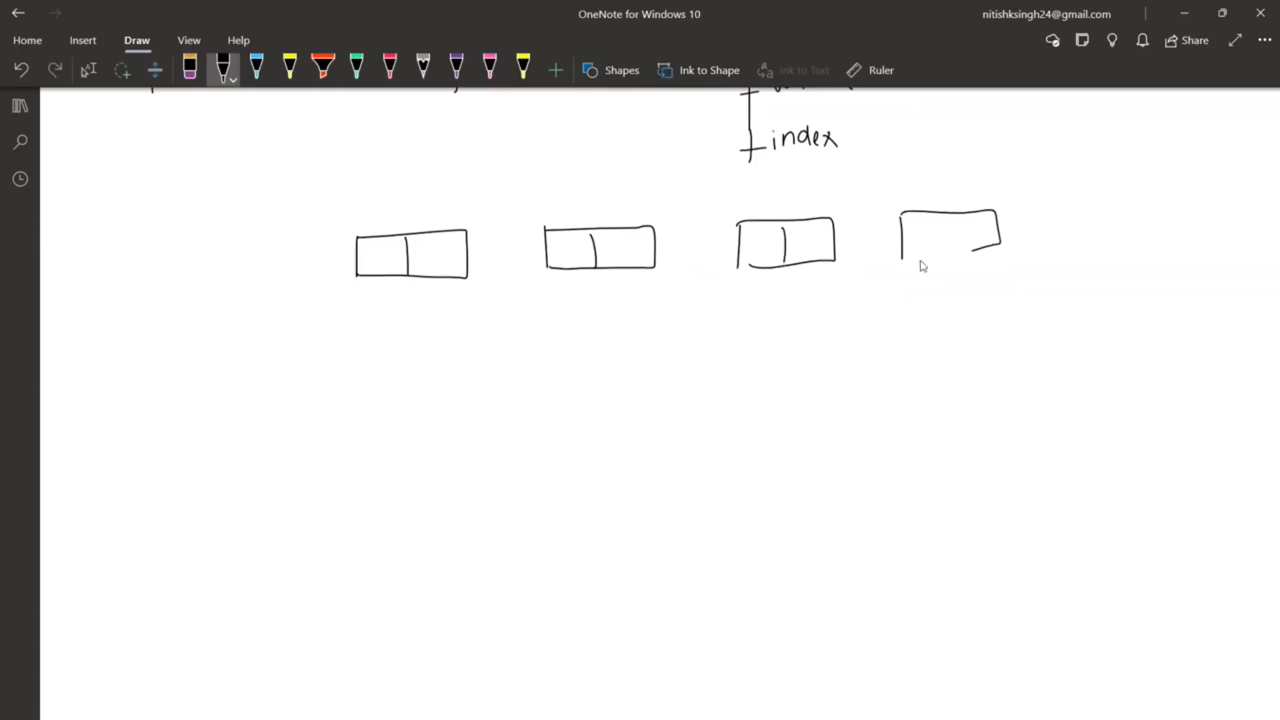 OneNote for Windows 10
nitishksingh24@gmail.com
Home Insert Draw View Help
Share
Shapes Ink to Shape Ink to Text Ruler
index